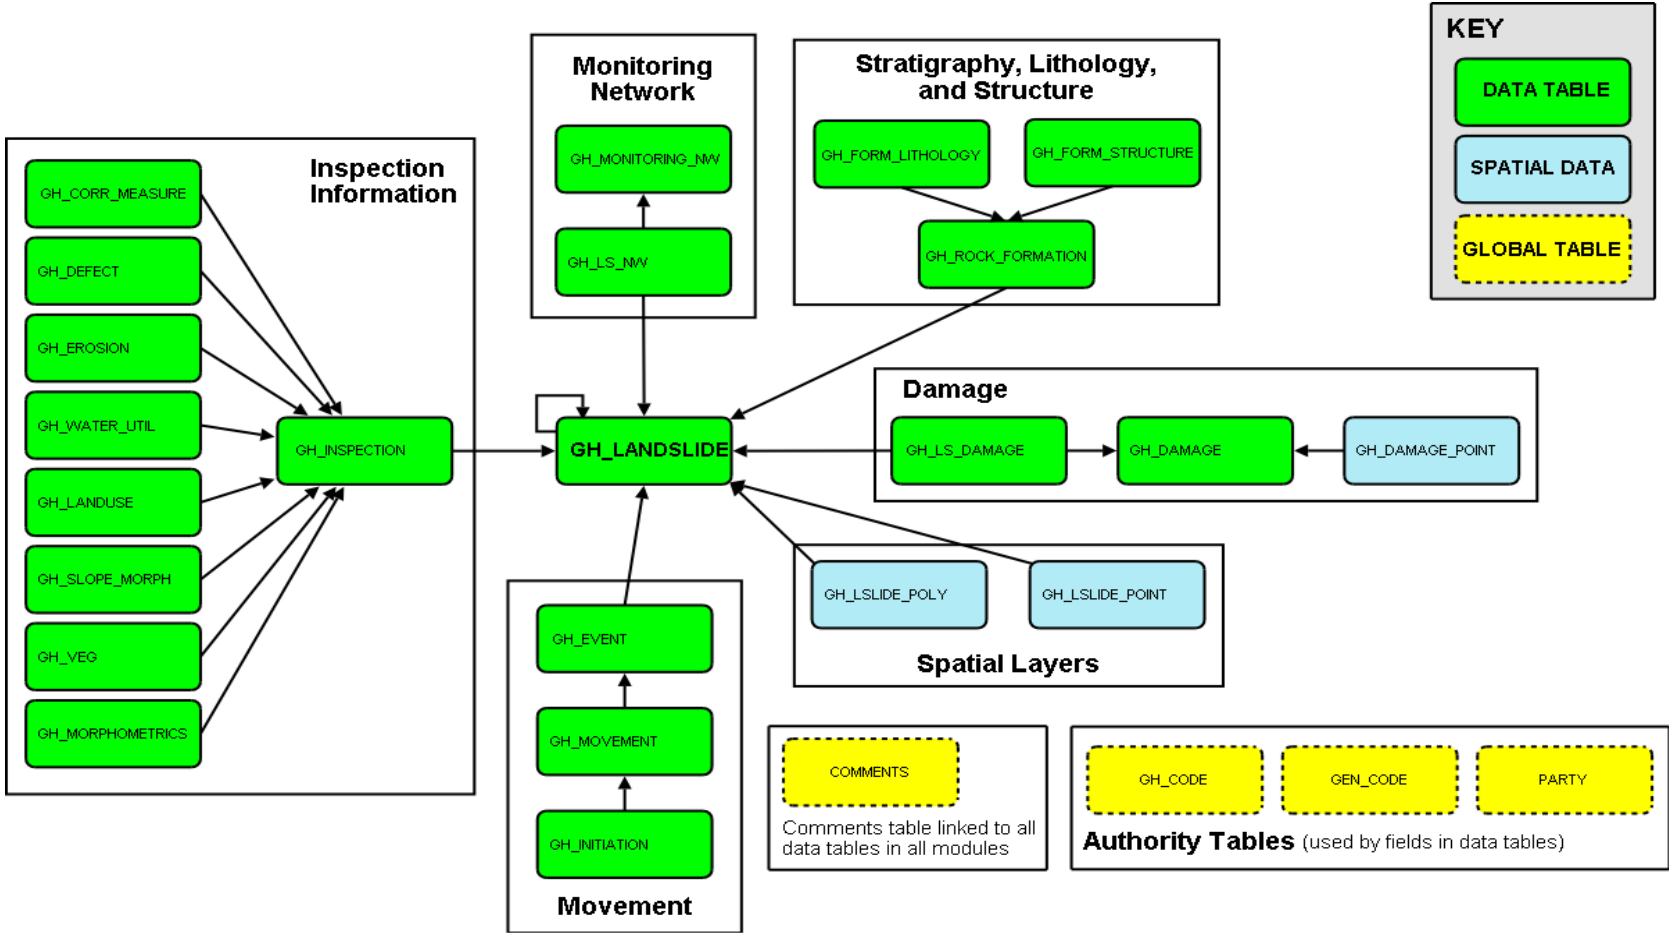 KEY
DATA TABLE
SPATIAL DATA
GLOBAL TABLE
Monitoring
Network
GH_MONITORING_NW
GH_LS_NW
Stratigraphy, Lithology,
and Structure
GH_FORM_LITHOLOGY
GH_FORM_STRUCTURE
GH_ROCK_FORMATION
Inspection
Information
GH_CORR_MEASURE
GH_DEFECT
GH_EROSION
GH_WATER_UTIL
GH_LANDUSE
GH_SLOPE_MORPH
GH_VEG
GH_MORPHOMETRICS
GH_INSPECTION
GH_LANDSLIDE
Damage
GH_LS_DAMAGE
GH_DAMAGE
GH_DAMAGE_POINT
GH_LSLIDE_POLY
GH_LSLIDE_POINT
Spatial Layers
GH_EVENT
GH_MOVEMENT
GH_INITIATION
Movement
COMMENTS
Comments table linked to all
data tables in all modules
GH_CODE
GEN_CODE
PARTY
Authority Tables (used by fields in data tables)